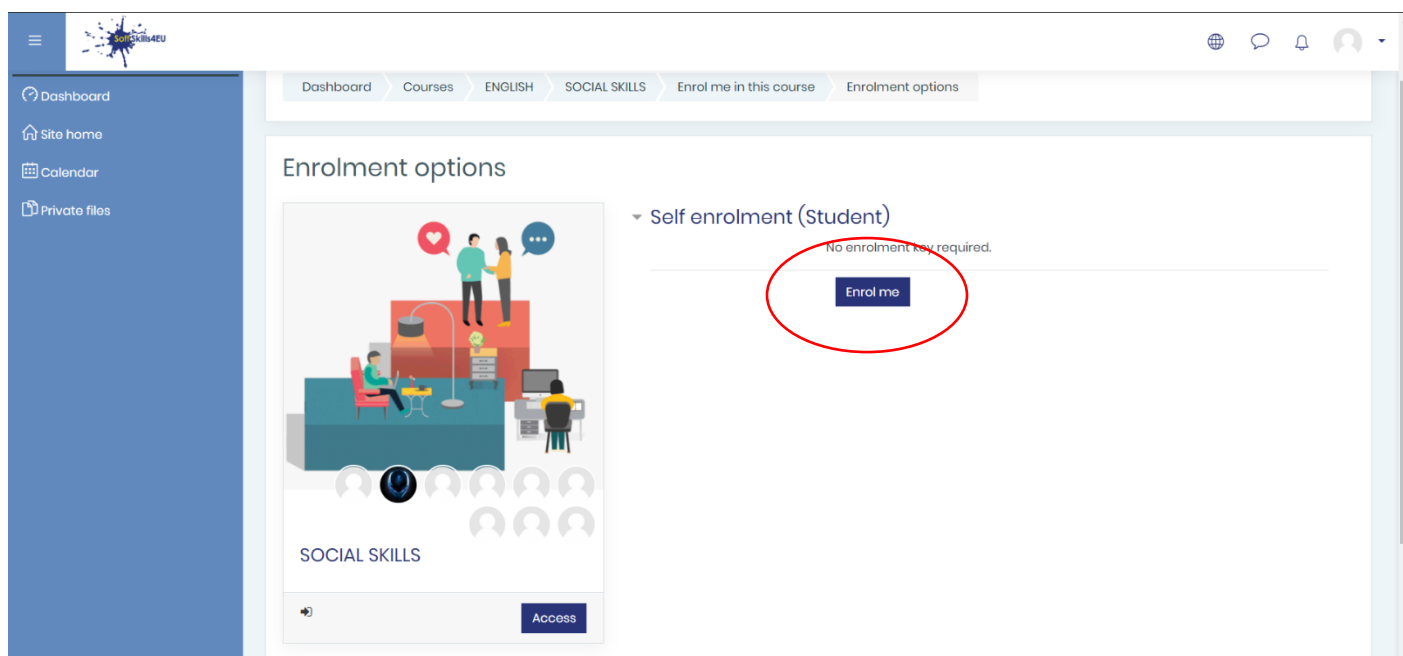 SoftSkills4EU
Dashboard
Site home
Calendar
Private files
Dashboard Courses ENGLISH SOCIAL SKILLS Enrol me in this course Enrolment options
Enrolment options
Self enrolment (Student)
No enrolment key required.
Enrol me
SOCIAL SKILLS
Access